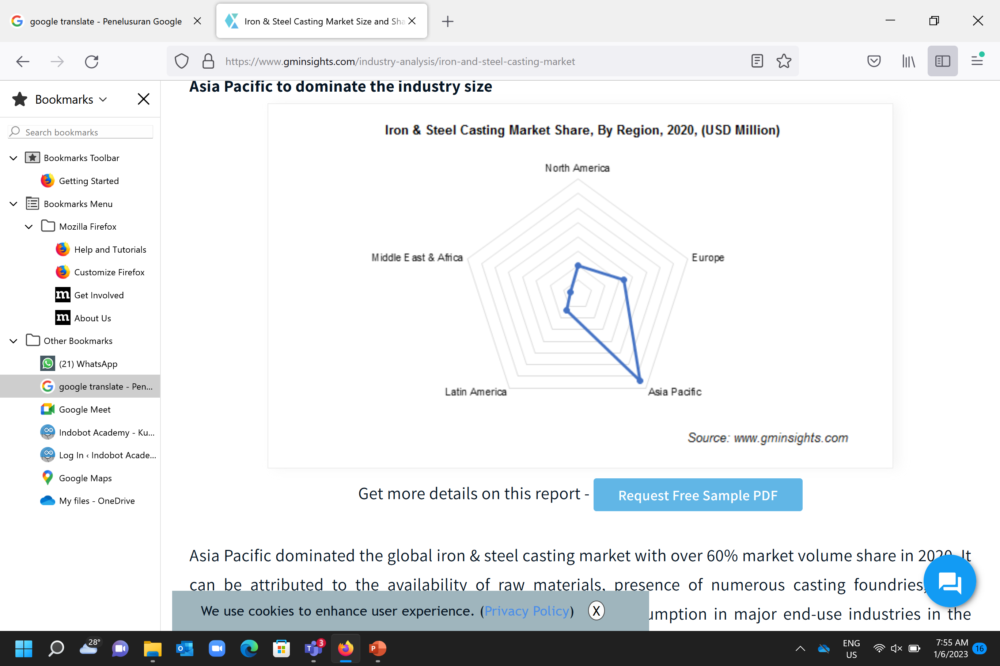 google translate - Penelusuran Google
Iron & Steel Casting Market Size and Sha
https://www.gminsights.com/industry-analysis/iron-and-steel-casting-market
Bookmarks
Search bookmarks
Bookmarks Toolbar
Getting Started
Bookmarks Menu
Mozilla Firefox
Help and Tutorials
Customize Firefox
Get Involved
About Us
Other Bookmarks
(21) WhatsApp
google translate - Pen...
Google Meet
Indobot Academy - Ku...
Log In ‹ Indobot Acade...
Google Maps
My files - OneDrive
Asia Pacific to dominate the industry size
Iron & Steel Casting Market Share, By Region, 2020, (USD Million)
North America
Middle East & Africa
Europe
Latin America
Asia Pacific
Source: www.gminsights.com
Get more details on this report - Request Free Sample PDF
Asia Pacific dominated the global iron & steel casting market with over 60% market volume share in 2020. It
can be attributed to the availability of raw materials, presence of numerous casting foundries,
umption in major end-use industries in the
We use cookies to enhance user experience. (Privacy Policy) X
28°
3
ENG
US
7:55 AM
1/6/2023
16